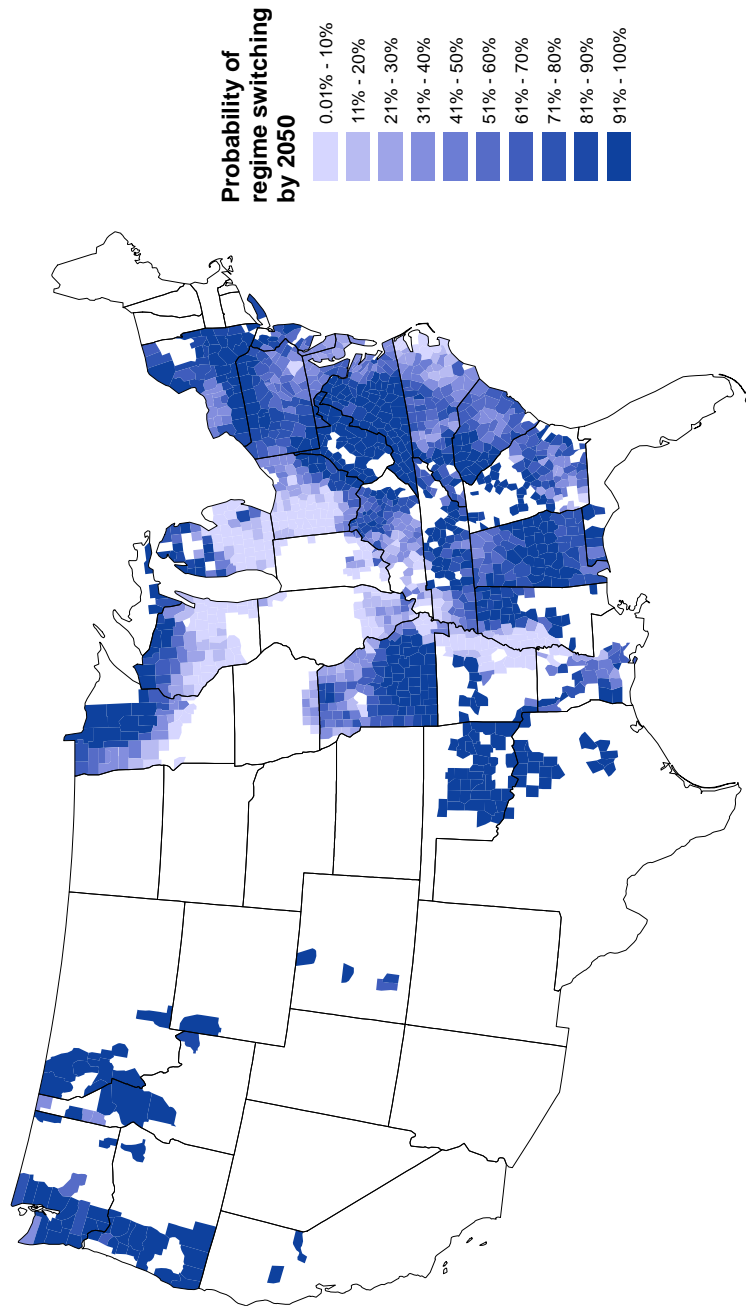 Probability of
regime switching
by 2050
0.01% - 10%
11% - 20%
21% - 30%
31% - 40%
41% - 50%
51% - 60%
61% - 70%
71% - 80%
81% - 90%
91% - 100%